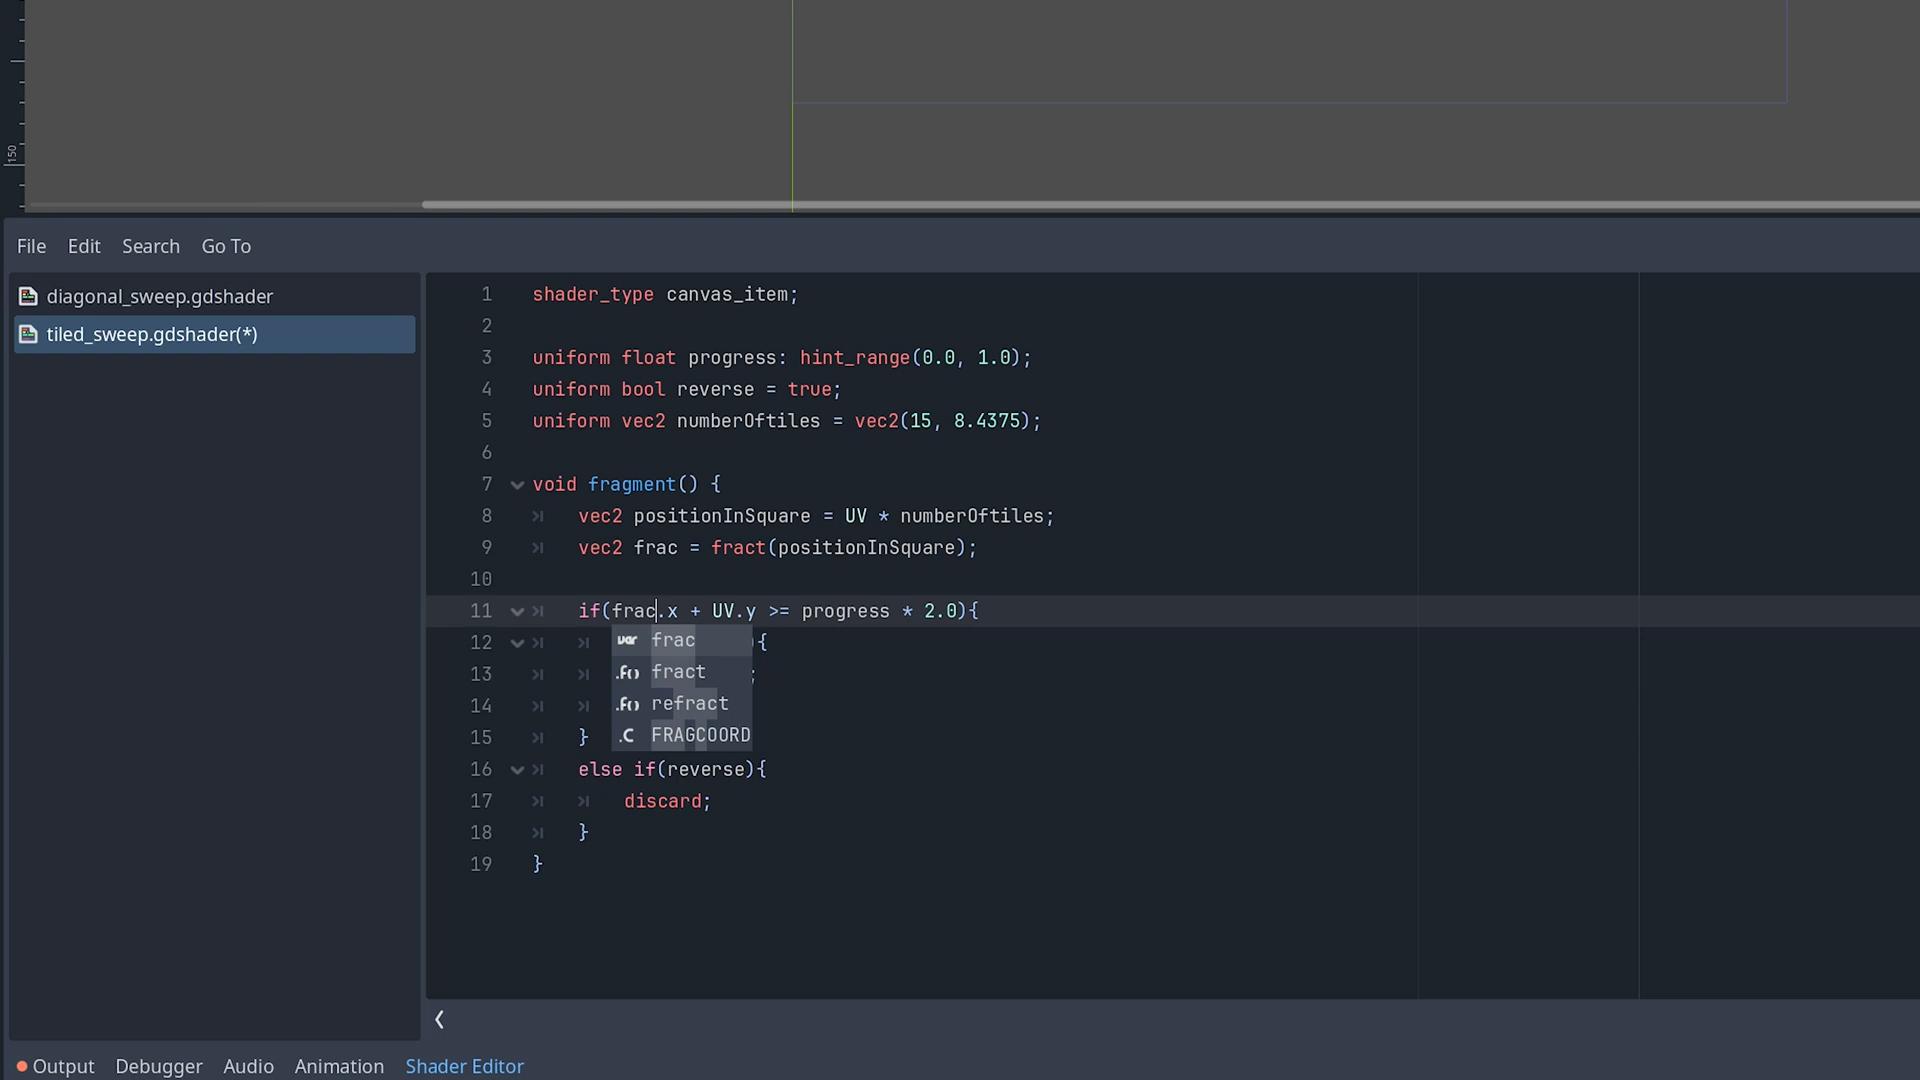 150
File Edit Search Go To
diagonal_sweep.gdshader
tiled_sweep.gdshader(*)
1 shader_type canvas_item;
2
3 uniform float progress: hint_range(0.0, 1.0);
4 uniform bool reverse = true;
5 uniform vec2 numberOftiles = vec2(15, 8.4375);
6
7 void fragment() {
8 vec2 positionInSquare = UV * numberOftiles;
9 vec2 frac = fract(positionInSquare);
10
11 if(frac.x + UV.y >= progress * 2.0){
12 ){
13 ;
14
15 }
16 else if(reverse){
17 discard;
18 }
19 }
var frac
.f() fract
.f() refract
.C FRAGCOORD
Output Debugger Audio Animation Shader Editor